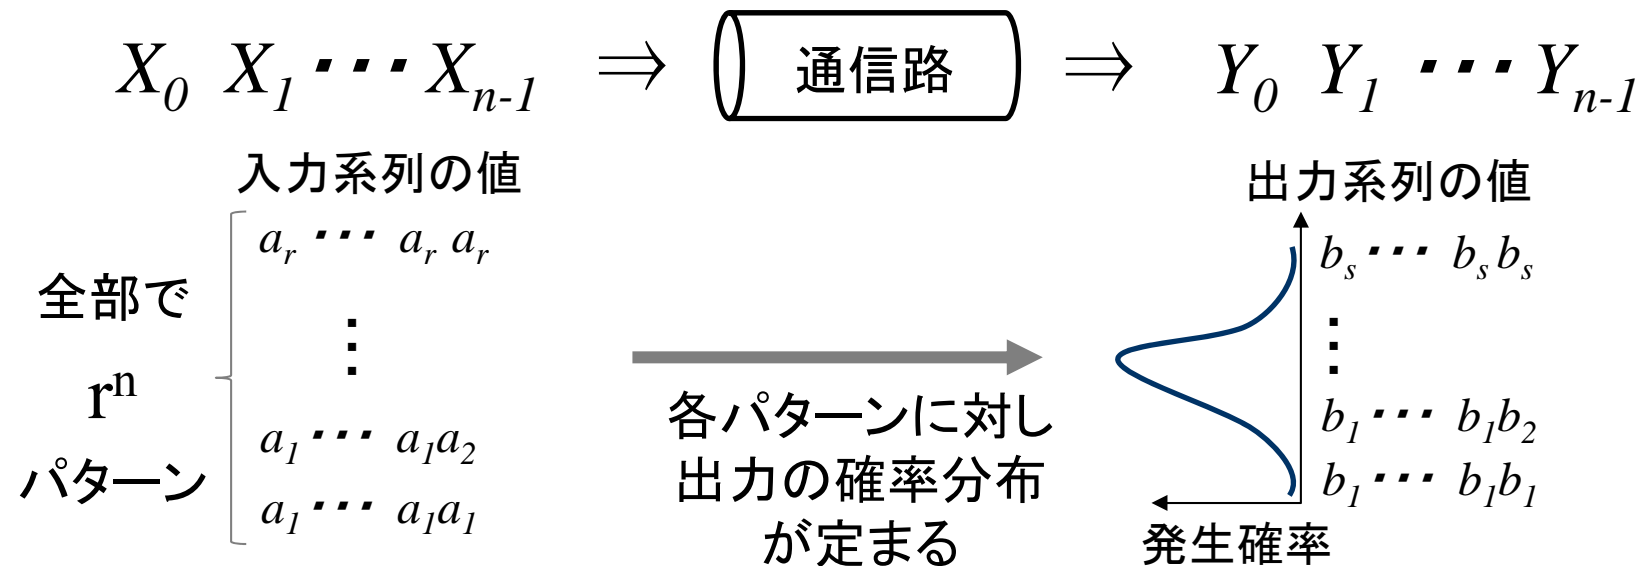 X₀ X₁ ・・・ Xₙ₋₁ ⇒ 通信路 ⇒ Y₀ Y₁ ・・・ Yₙ₋₁
入力系列の値
aᵣ ・・・ aᵣ aᵣ
⋮
a₁ ・・・ a₁a₂
a₁ ・・・ a₁a₁
全部で
rⁿ
パターン
各パターンに対し
出力の確率分布
が定まる
出力系列の値
bₛ ・・・ bₛ bₛ
⋮
b₁ ・・・ b₁b₂
b₁ ・・・ b₁b₁
発生確率